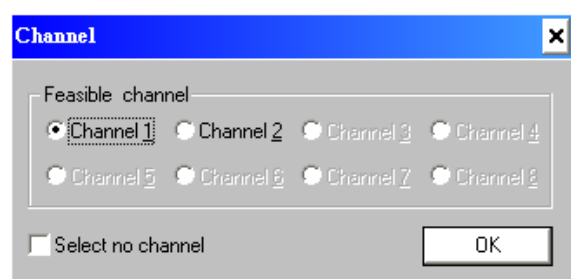 Channel
Feasible channel
Channel 1 Channel 2 Channel 3 Channel 4
Channel 5 Channel 6 Channel 7 Channel 8
Select no channel OK